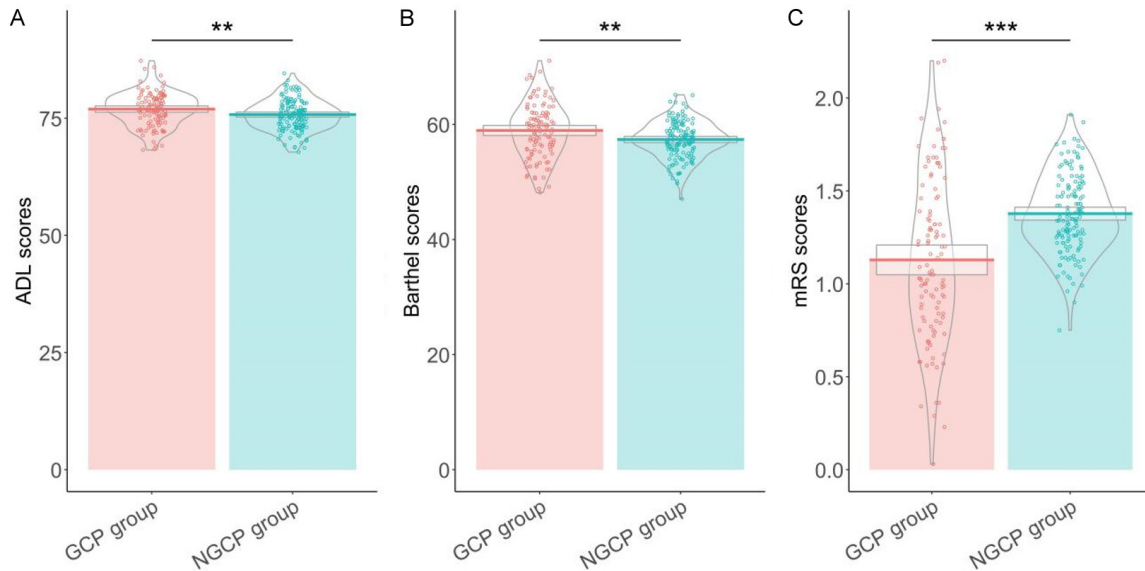 A
**
ADL scores
75
50
25
0
GCP group
NGCP group
B
**
Barthel scores
60
40
20
0
GCP group
NGCP group
C
***
mRS scores
2.0
1.5
1.0
0.5
0.0
GCP group
NGCP group